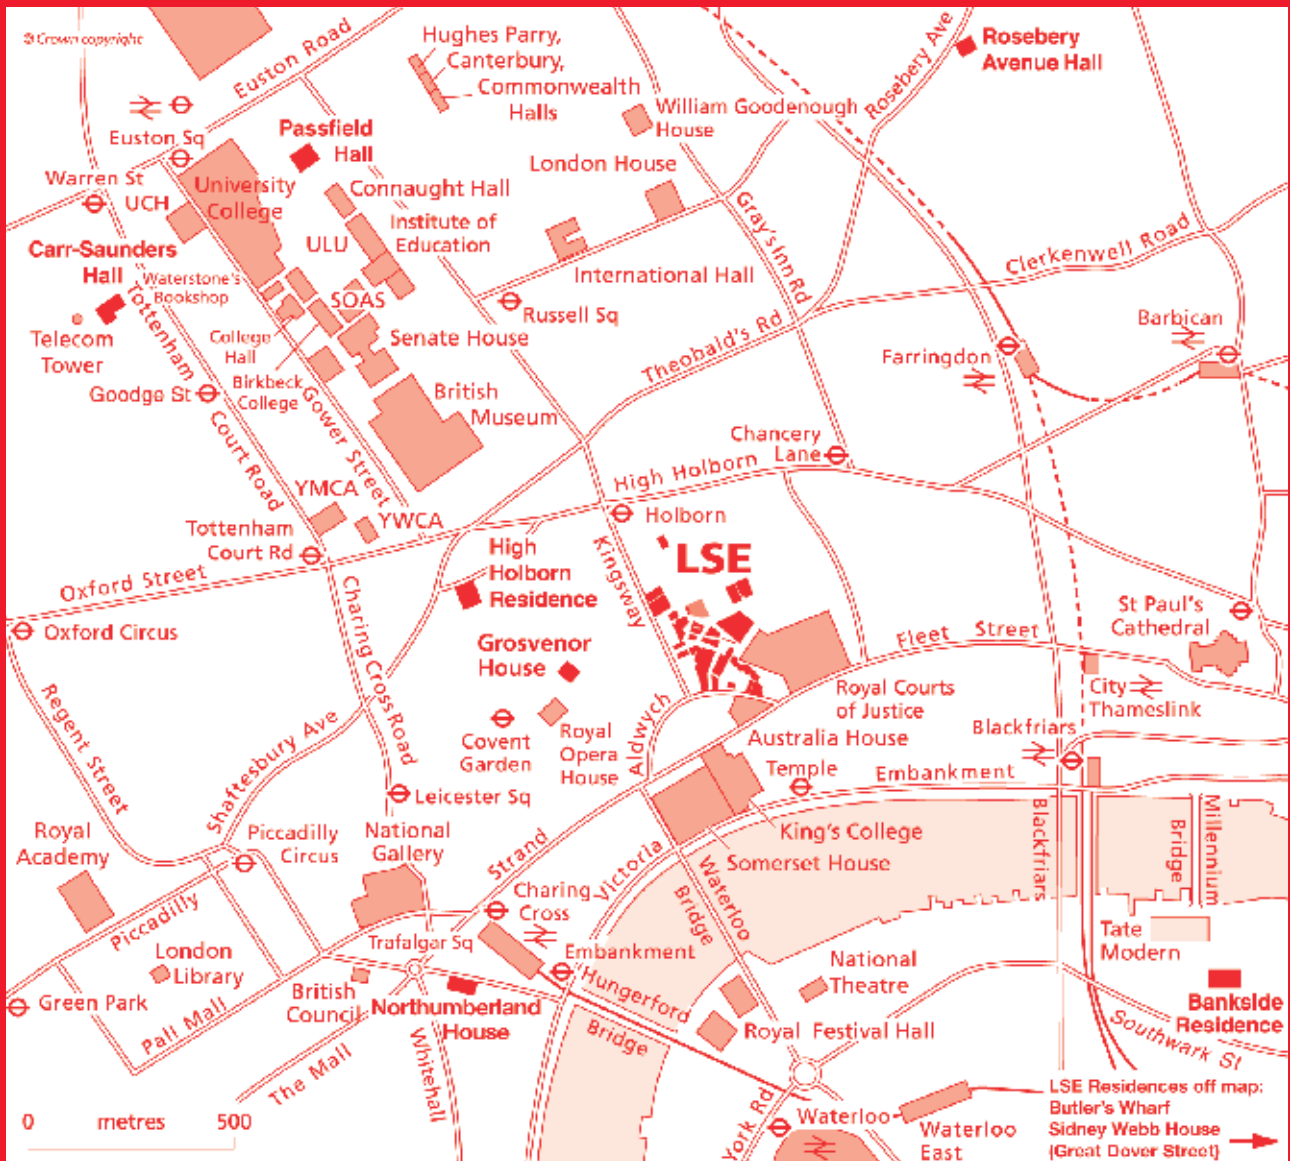 © Crown copyright
Euston Road
Hughes Parry,
Canterbury,
Commonwealth
Halls
Rosebery Ave
Rosebery
Avenue Hall
William Goodenough
House
Euston Sq
Passfield
Hall
London House
Warren St
UCH
University
College
Connaught Hall
Institute of
Education
ULU
Gray's Inn Rd
Clerkenwell Road
Carr-Saunders
Hall
Waterstone's
Bookshop
International Hall
SOAS
Russell Sq
Telecom
Tower
Tottenham
Court Road
College
Hall
Senate House
Theobald's Rd
Barbican
Farringdon
Goodge St
Birkbeck
College
Gower Street
British
Museum
Chancery
Lane
High Holborn
YMCA
YWCA
Holborn
Tottenham
Court Rd
Oxford Street
High
Holborn
Residence
Kingsway
LSE
Charing Cross Road
Oxford Circus
Grosvenor
House
Fleet Street
St Paul's
Cathedral
Regent Street
Royal Courts
of Justice
City
Thameslink
Shaftesbury Ave
Covent
Garden
Royal
Opera
House
Aldwych
Australia House
Blackfriars
Temple
Embankment
Leicester Sq
Royal
Academy
Piccadilly
Circus
National
Gallery
Strand
Victoria
King's College
Somerset House
Blackfriars
Millennium
Bridge
Waterloo
Bridge
Piccadilly
Charing
Cross
Trafalgar Sq
Embankment
Tate
Modern
London
Library
National
Theatre
Hungerford
Bridge
Green Park
Pall Mall
British
Council
Northumberland
House
Royal Festival Hall
Bankside
Residence
Southwark St
The Mall
Whitehall
York Rd
Waterloo
Waterloo
East
0 metres 500
LSE Residences off map:
Butler's Wharf
Sidney Webb House
(Great Dover Street)